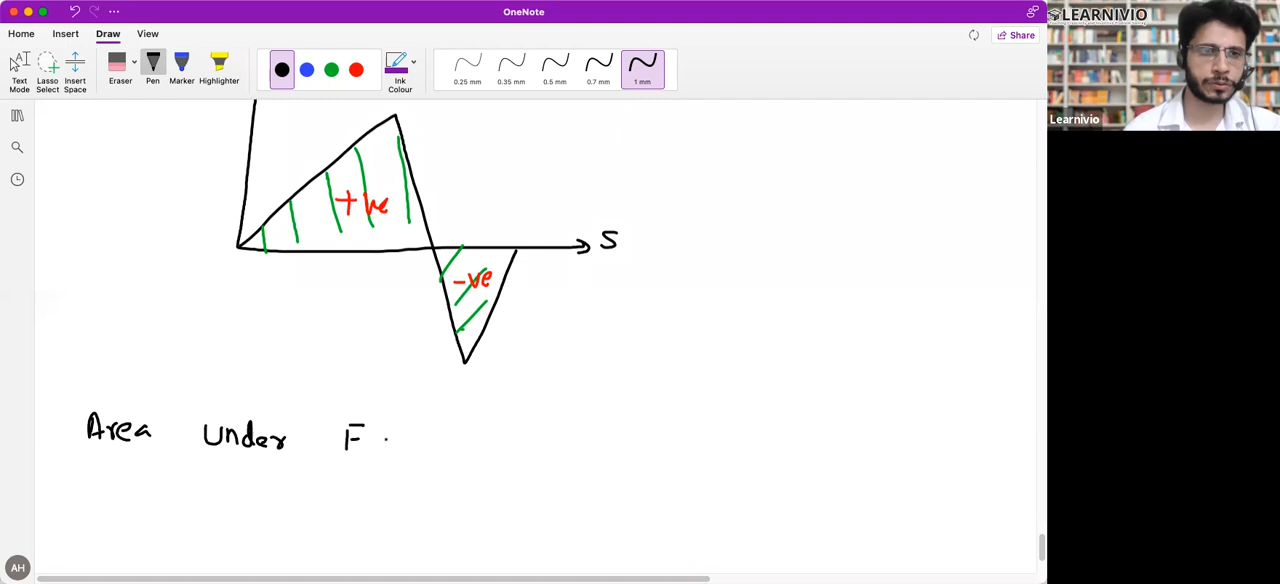 OneNote
LEARNIVIO
Home Insert Draw View
Share
Text Mode
Lasso Select
Insert Space
Eraser
Pen
Marker
Highlighter
Ink Colour
0.25 mm
0.35 mm
0.5 mm
0.7 mm
1 mm
Learnivio
+ve
S
-ve
Area Under F
AH